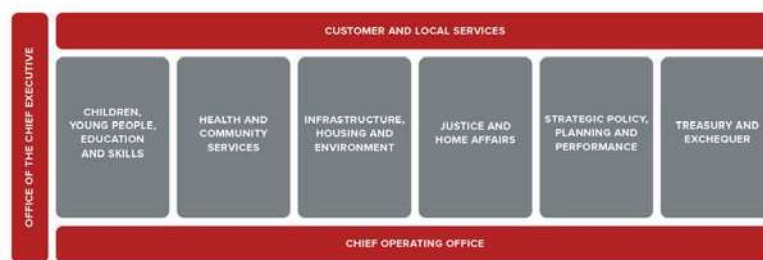 OFFICE OF THE CHIEF EXECUTIVE
CUSTOMER AND LOCAL SERVICES
CHILDREN,
YOUNG PEOPLE,
EDUCATION
AND SKILLS
HEALTH AND
COMMUNITY
SERVICES
INFRASTRUCTURE,
HOUSING AND
ENVIRONMENT
JUSTICE AND
HOME AFFAIRS
STRATEGIC POLICY,
PLANNING AND
PERFORMANCE
TREASURY AND
EXCHEQUER
CHIEF OPERATING OFFICE